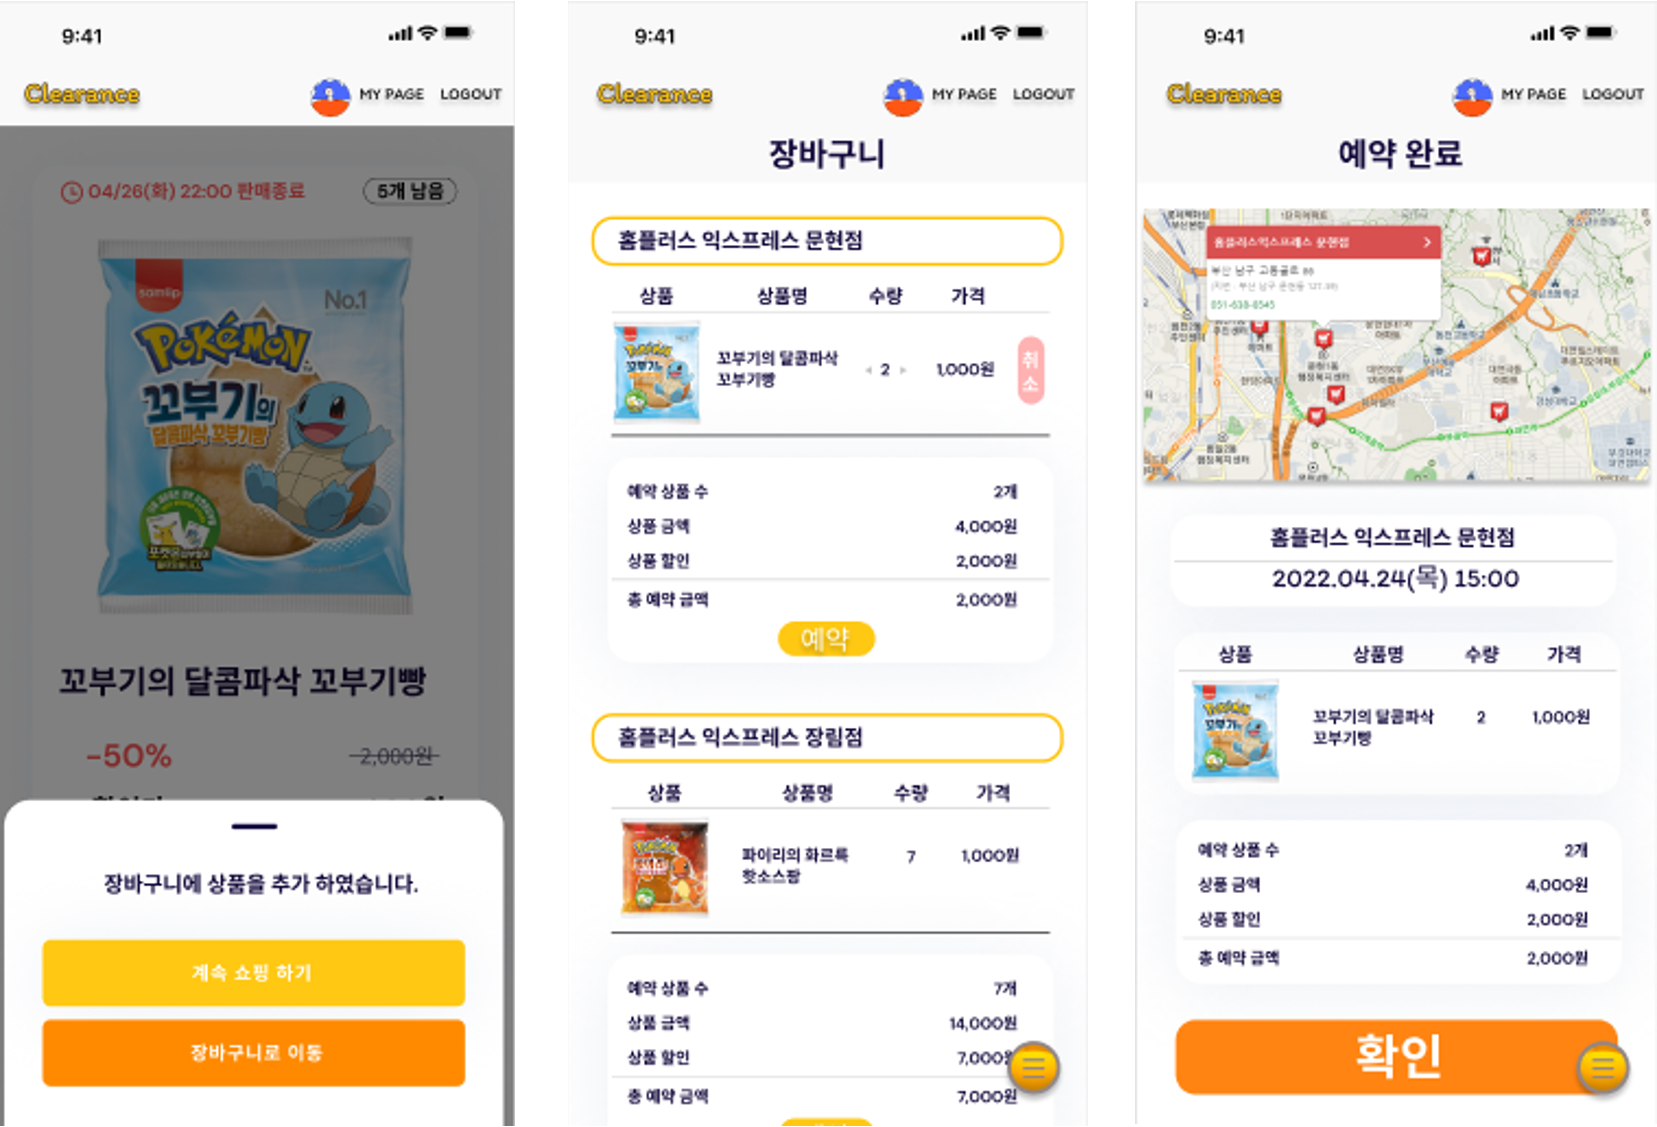 9:41
Clearance
MY PAGE LOGOUT
04/26(화) 22:00 판매종료
5개 남음
samlip
No.1
POKéMON
꼬부기의
달콤파삭 꼬부기빵
꼬부기의 달콤파삭 꼬부기빵
-50%
2,000원
장바구니에 상품을 추가 하였습니다.
계속 쇼핑 하기
장바구니로 이동
9:41
Clearance
MY PAGE LOGOUT
장바구니
홈플러스 익스프레스 문현점
상품 상품명 수량 가격
꼬부기의 달콤파삭
꼬부기빵
2
1,000원
취소
예약 상품 수 2개
상품 금액 4,000원
상품 할인 2,000원
총 예약 금액 2,000원
예약
홈플러스 익스프레스 장림점
상품 상품명 수량 가격
파이리의 화르륵
핫소스팡
7
1,000원
예약 상품 수 7개
상품 금액 14,000원
상품 할인 7,000원
총 예약 금액 7,000원
9:41
Clearance
MY PAGE LOGOUT
예약 완료
홈플러스익스프레스 문현점
부산 남구 고동골로
051-638-8545
홈플러스 익스프레스 문현점
2022.04.24(목) 15:00
상품 상품명 수량 가격
꼬부기의 달콤파삭
꼬부기빵
2
1,000원
예약 상품 수 2개
상품 금액 4,000원
상품 할인 2,000원
총 예약 금액 2,000원
확인